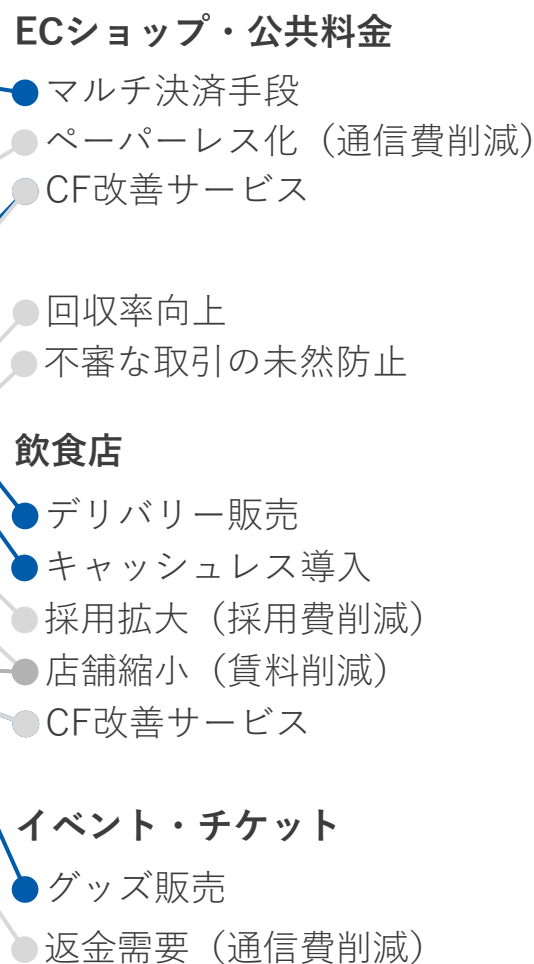 ECショップ・公共料金
マルチ決済手段
ペーパーレス化（通信費削減）
CF改善サービス
回収率向上
不審な取引の未然防止
飲食店
デリバリー販売
キャッシュレス導入
採用拡大（採用費削減）
店舗縮小（賃料削減）
CF改善サービス
イベント・チケット
グッズ販売
返金需要（通信費削減）